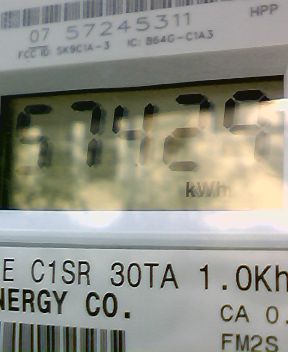 HPP
07 57245311
FCC ID: SK9C1A-3 IC: 864G-C1A3
57429
kWh
E C1SR 30TA 1.0Kh
NERGY CO.
CA 0.
FM2S